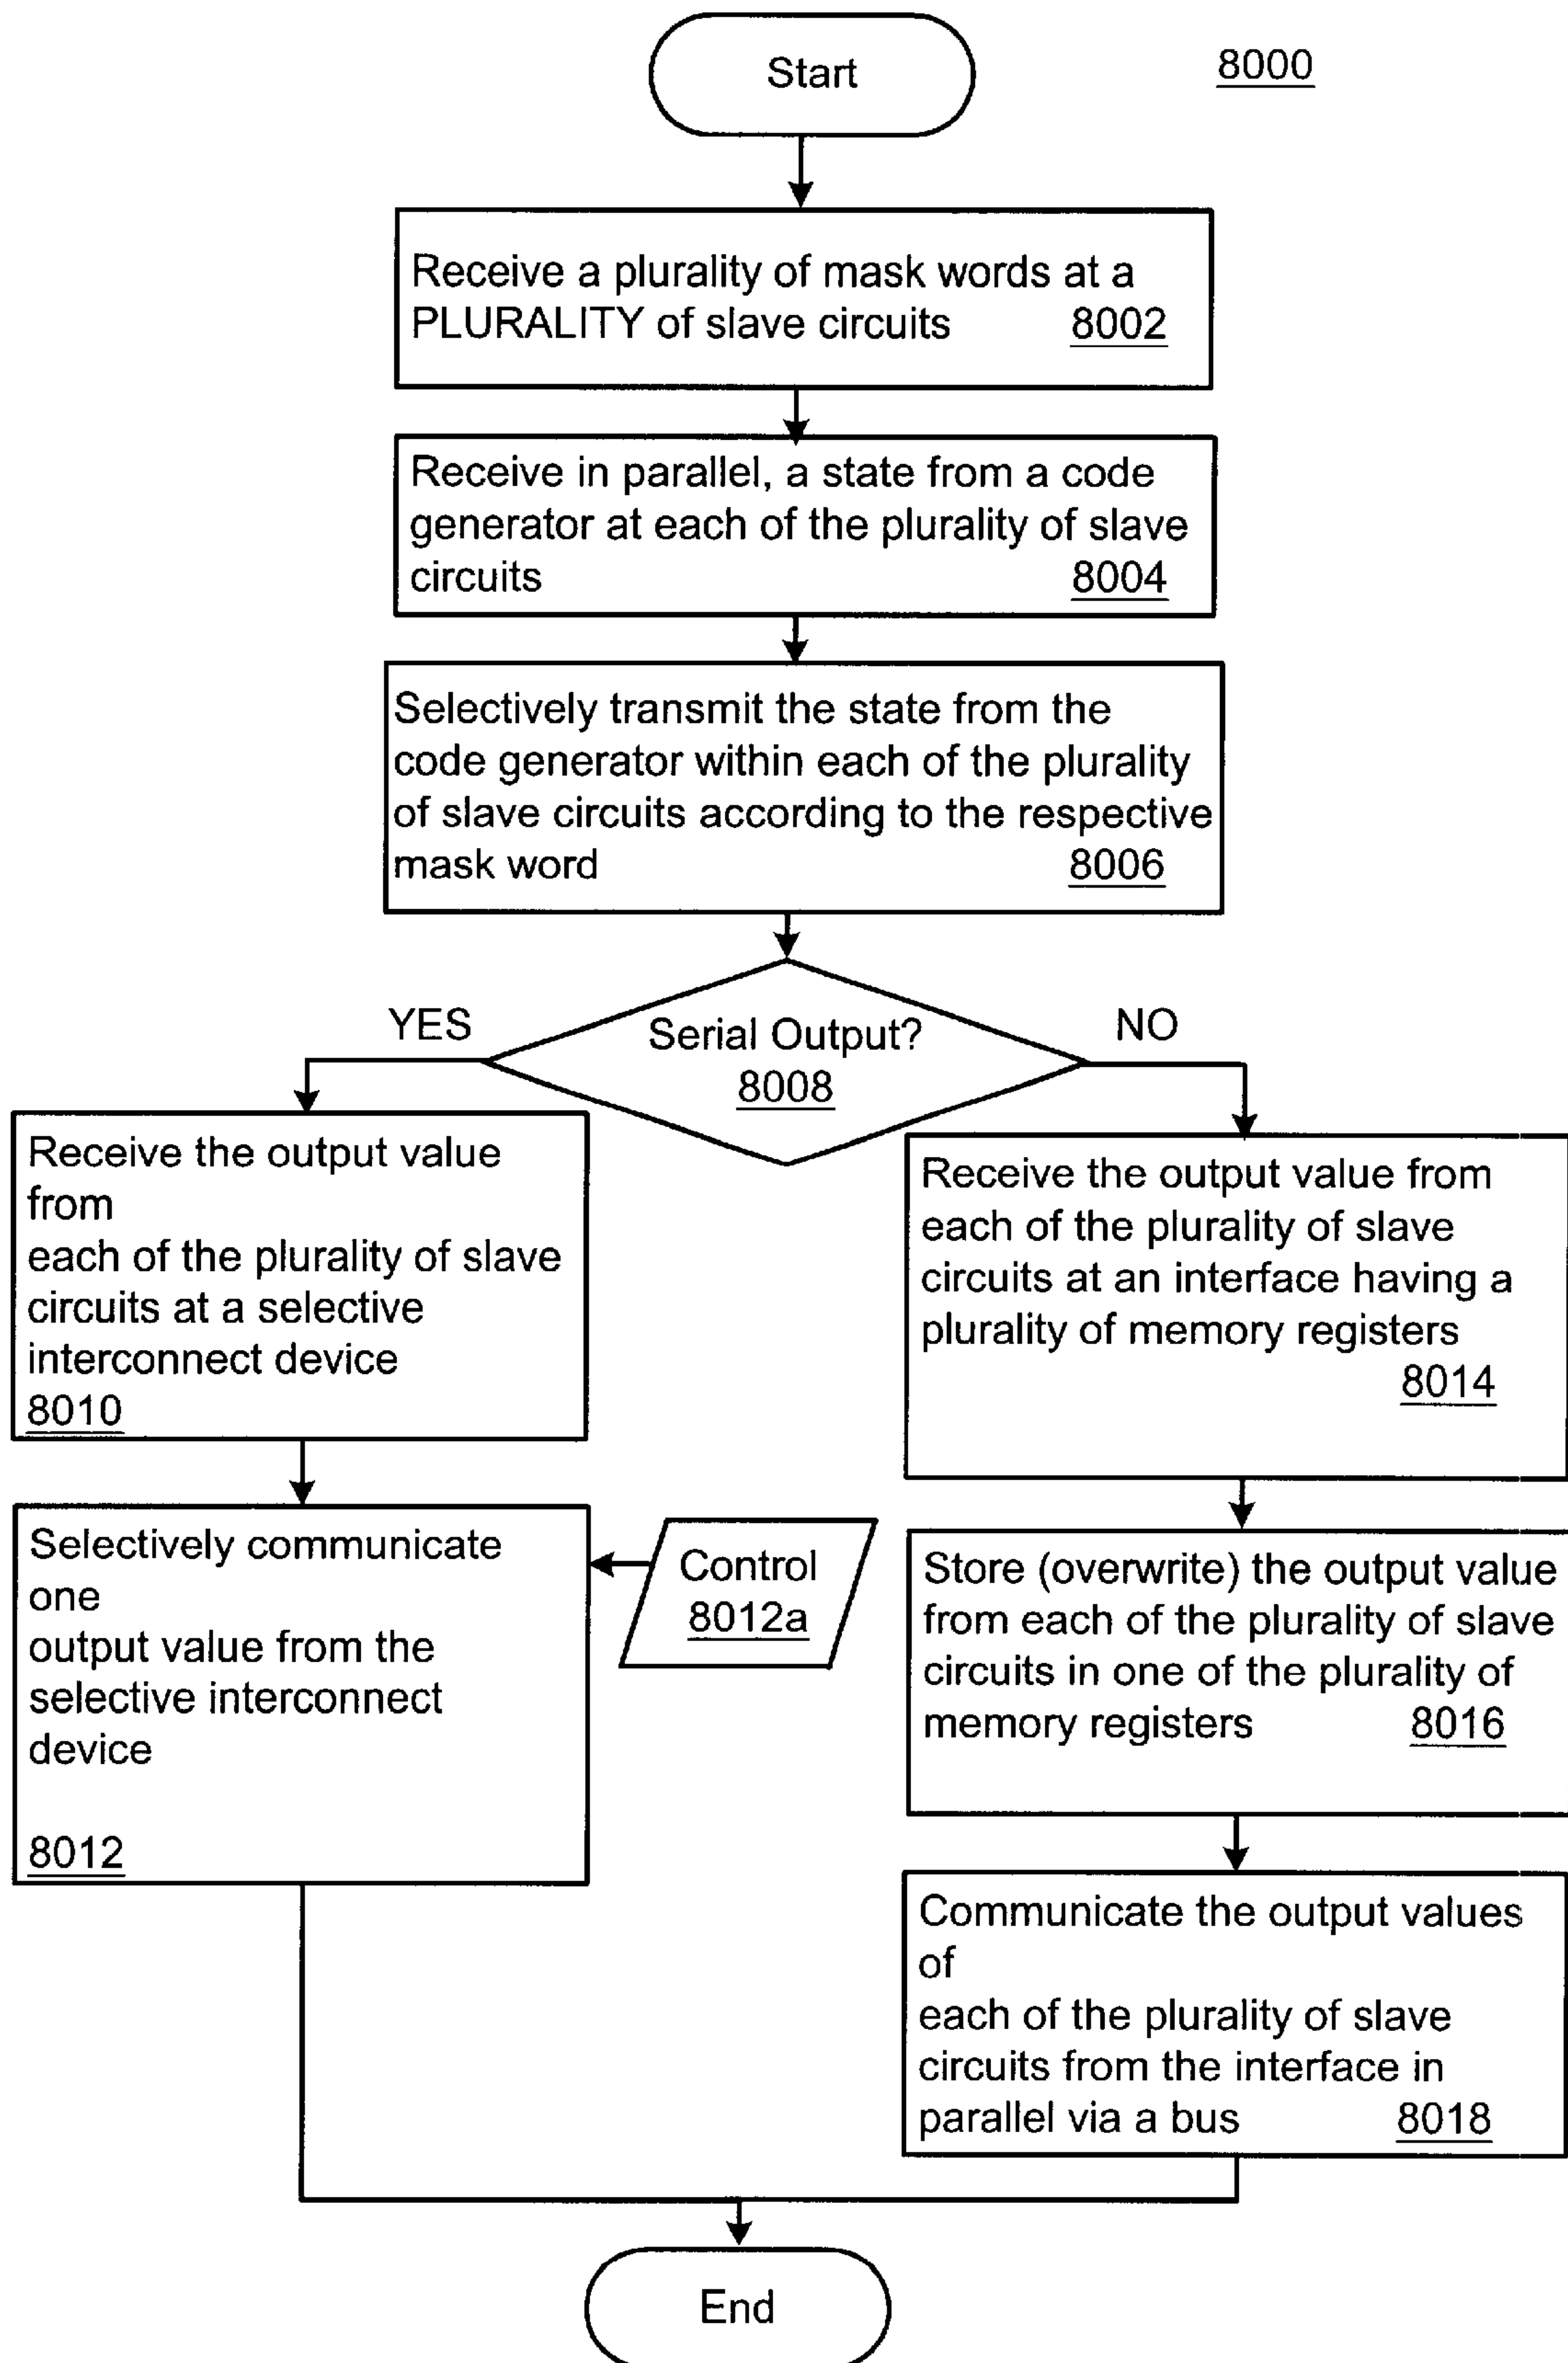 Start
8000
Receive a plurality of mask words at a
PLURALITY of slave circuits 8002
Receive in parallel, a state from a code
generator at each of the plurality of slave
circuits 8004
Selectively transmit the state from the
code generator within each of the plurality
of slave circuits according to the respective
mask word 8006
YES
Serial Output?
8008
NO
Receive the output value
from
each of the plurality of slave
circuits at a selective
interconnect device
8010
Receive the output value from
each of the plurality of slave
circuits at an interface having a
plurality of memory registers
8014
Selectively communicate
one
output value from the
selective interconnect
device
8012
Control
8012a
Store (overwrite) the output value
from each of the plurality of slave
circuits in one of the plurality of
memory registers 8016
Communicate the output values
of
each of the plurality of slave
circuits from the interface in
parallel via a bus 8018
End